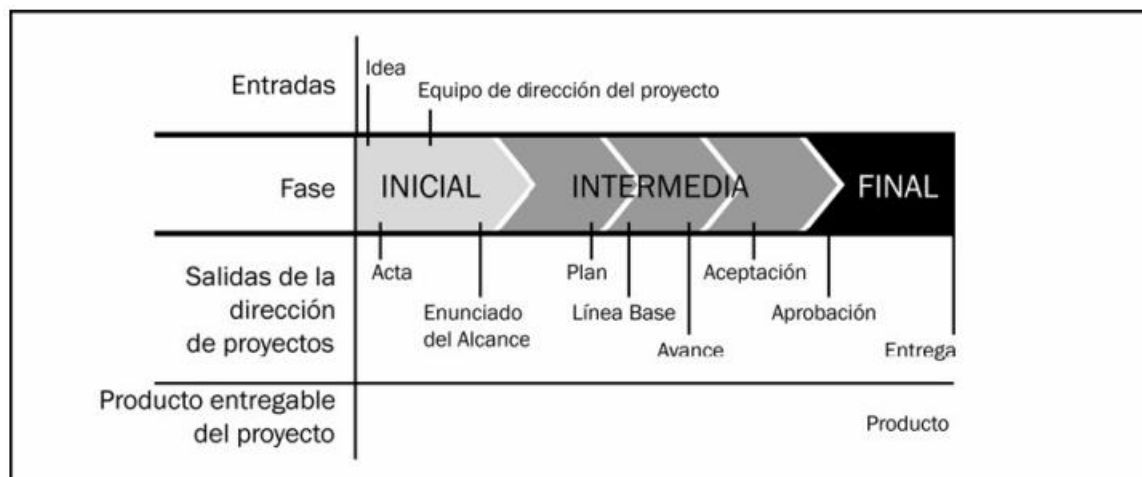 Idea
Entradas
Equipo de dirección del proyecto
Fase
INICIAL
INTERMEDIA
FINAL
Acta
Plan
Aceptación
Salidas de la
dirección
de proyectos
Enunciado
del Alcance
Línea Base
Aprobación
Avance
Entrega
Producto entregable
del proyecto
Producto